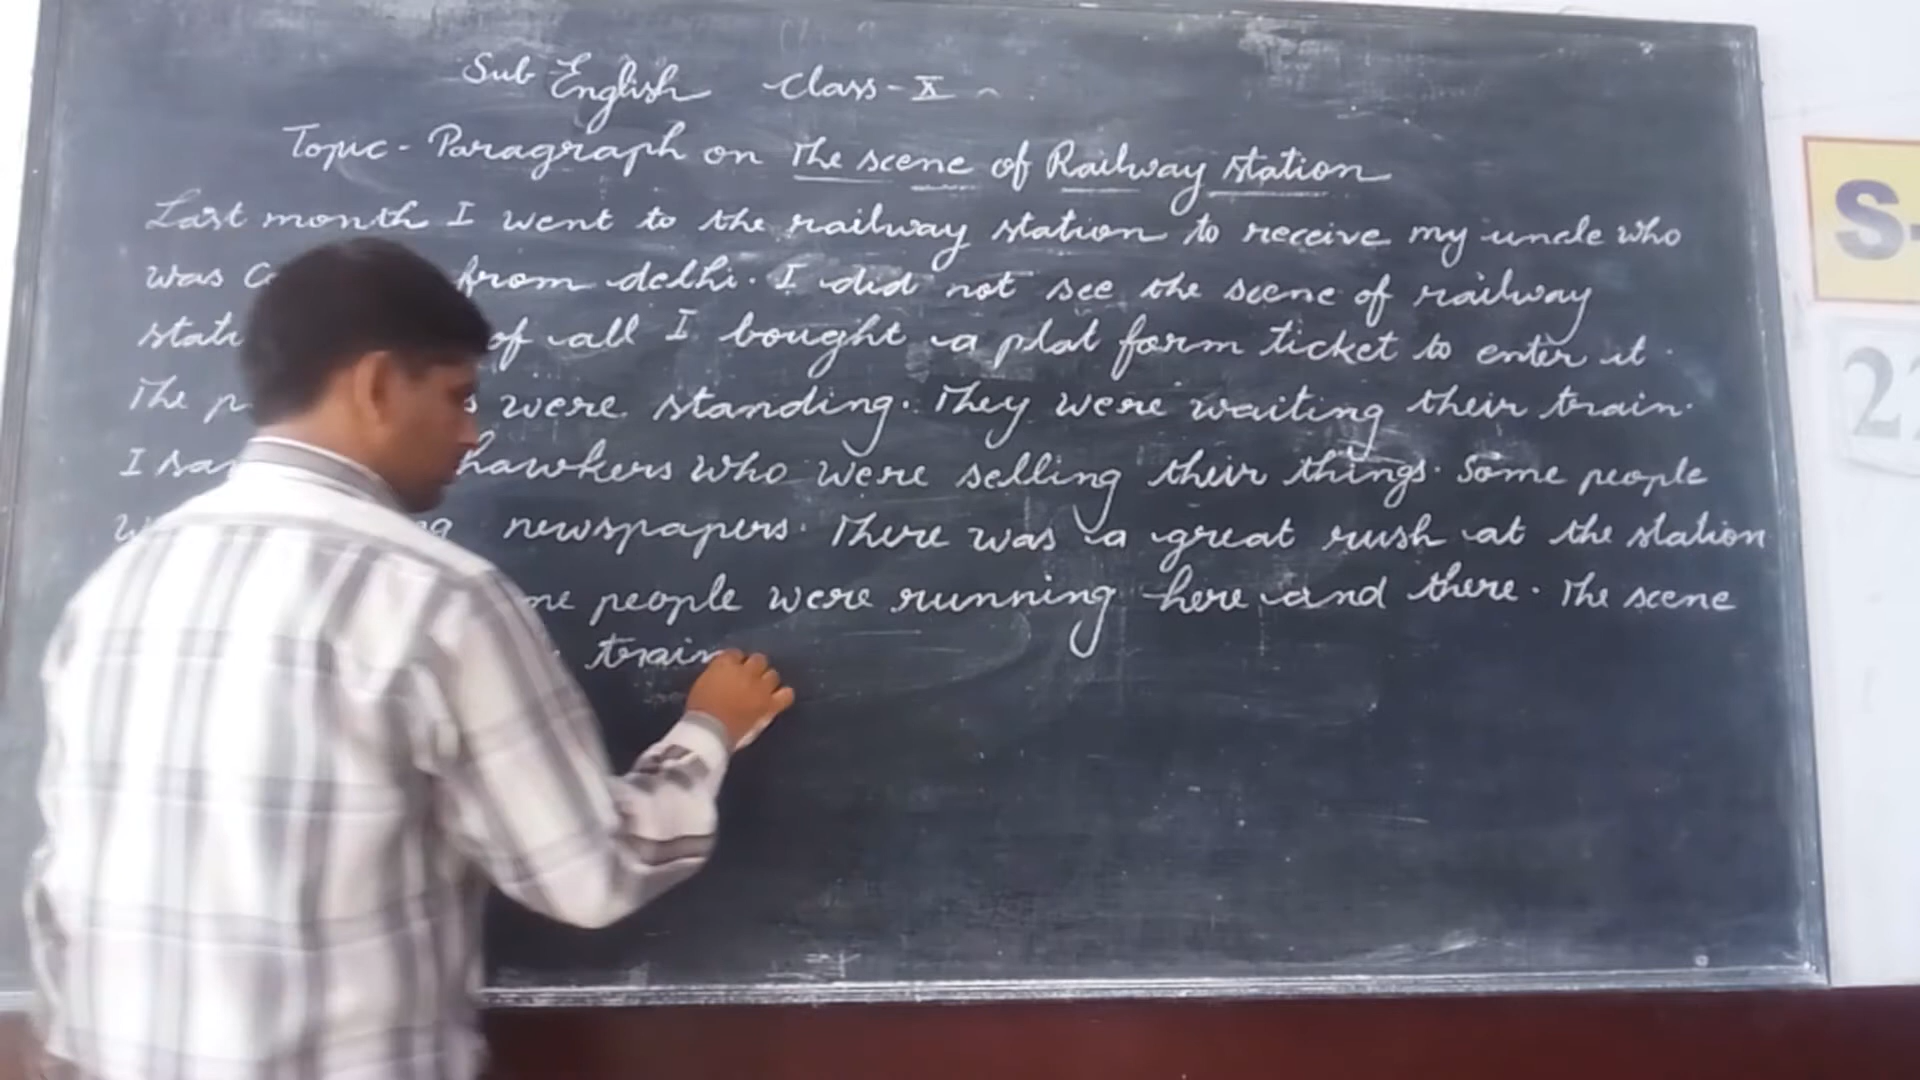 Sub English Class - X
Topic - Paragraph on The scene of Railway station
Last month I went to the railway station to receive my uncle who
was from delhi. I did not see the scene of railway
of all I bought a plat form ticket to enter it.
The were standing. They were waiting their train.
I hawkers who were selling their things. Some people
newspapers. There was a great rush at the station
people were running here and there. The scene
train
S-